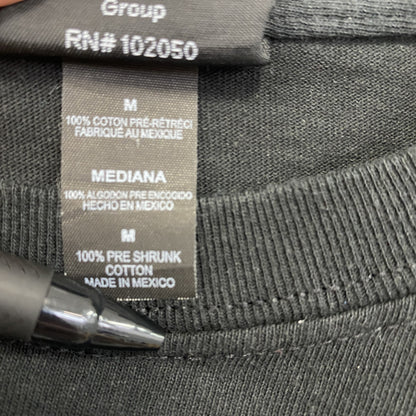 Group
RN# 102050
M
100% COTON PRÉ-RÉTRÉCI
FABRIQUÉ AU MEXIQUE
MEDIANA
100% ALGODON PRE ENCOGIDO
HECHO EN MEXICO
M
100% PRE SHRUNK
COTTON
MADE IN MEXICO